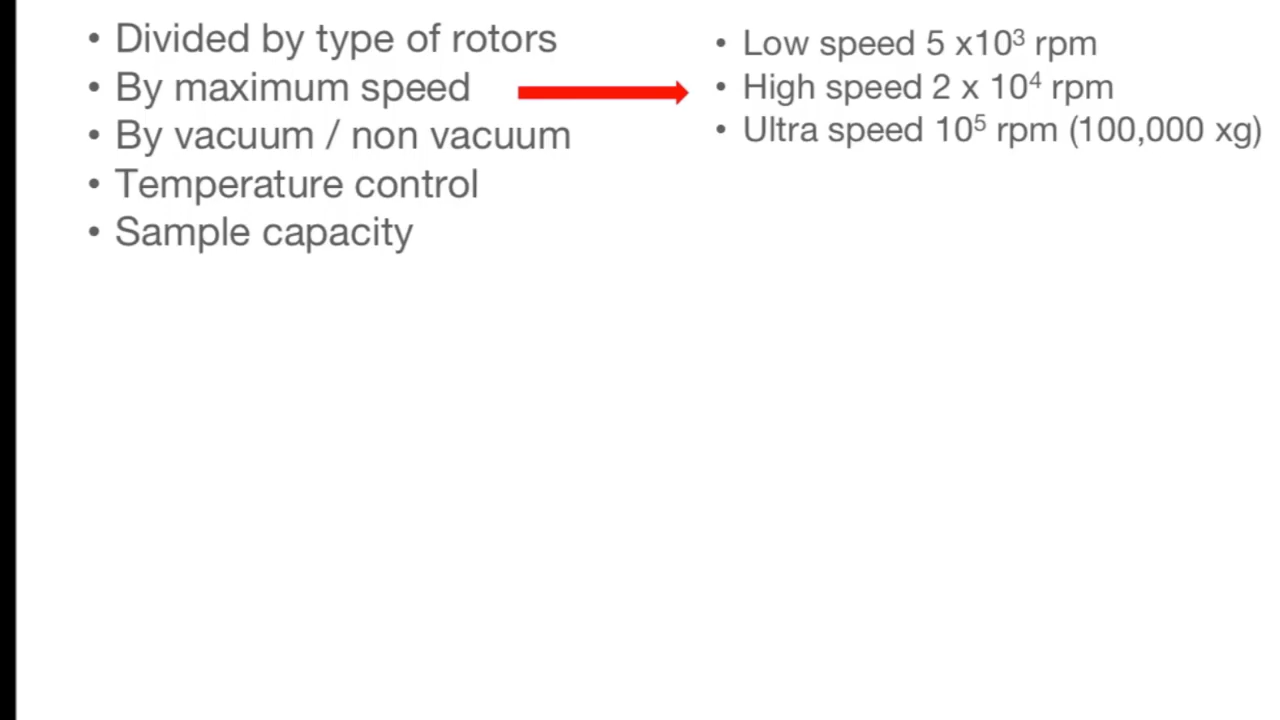 • Divided by type of rotors
• By maximum speed
• By vacuum / non vacuum
• Temperature control
• Sample capacity
• Low speed 5 x10³ rpm
• High speed 2 x 10⁴ rpm
• Ultra speed 10⁵ rpm (100,000 xg)